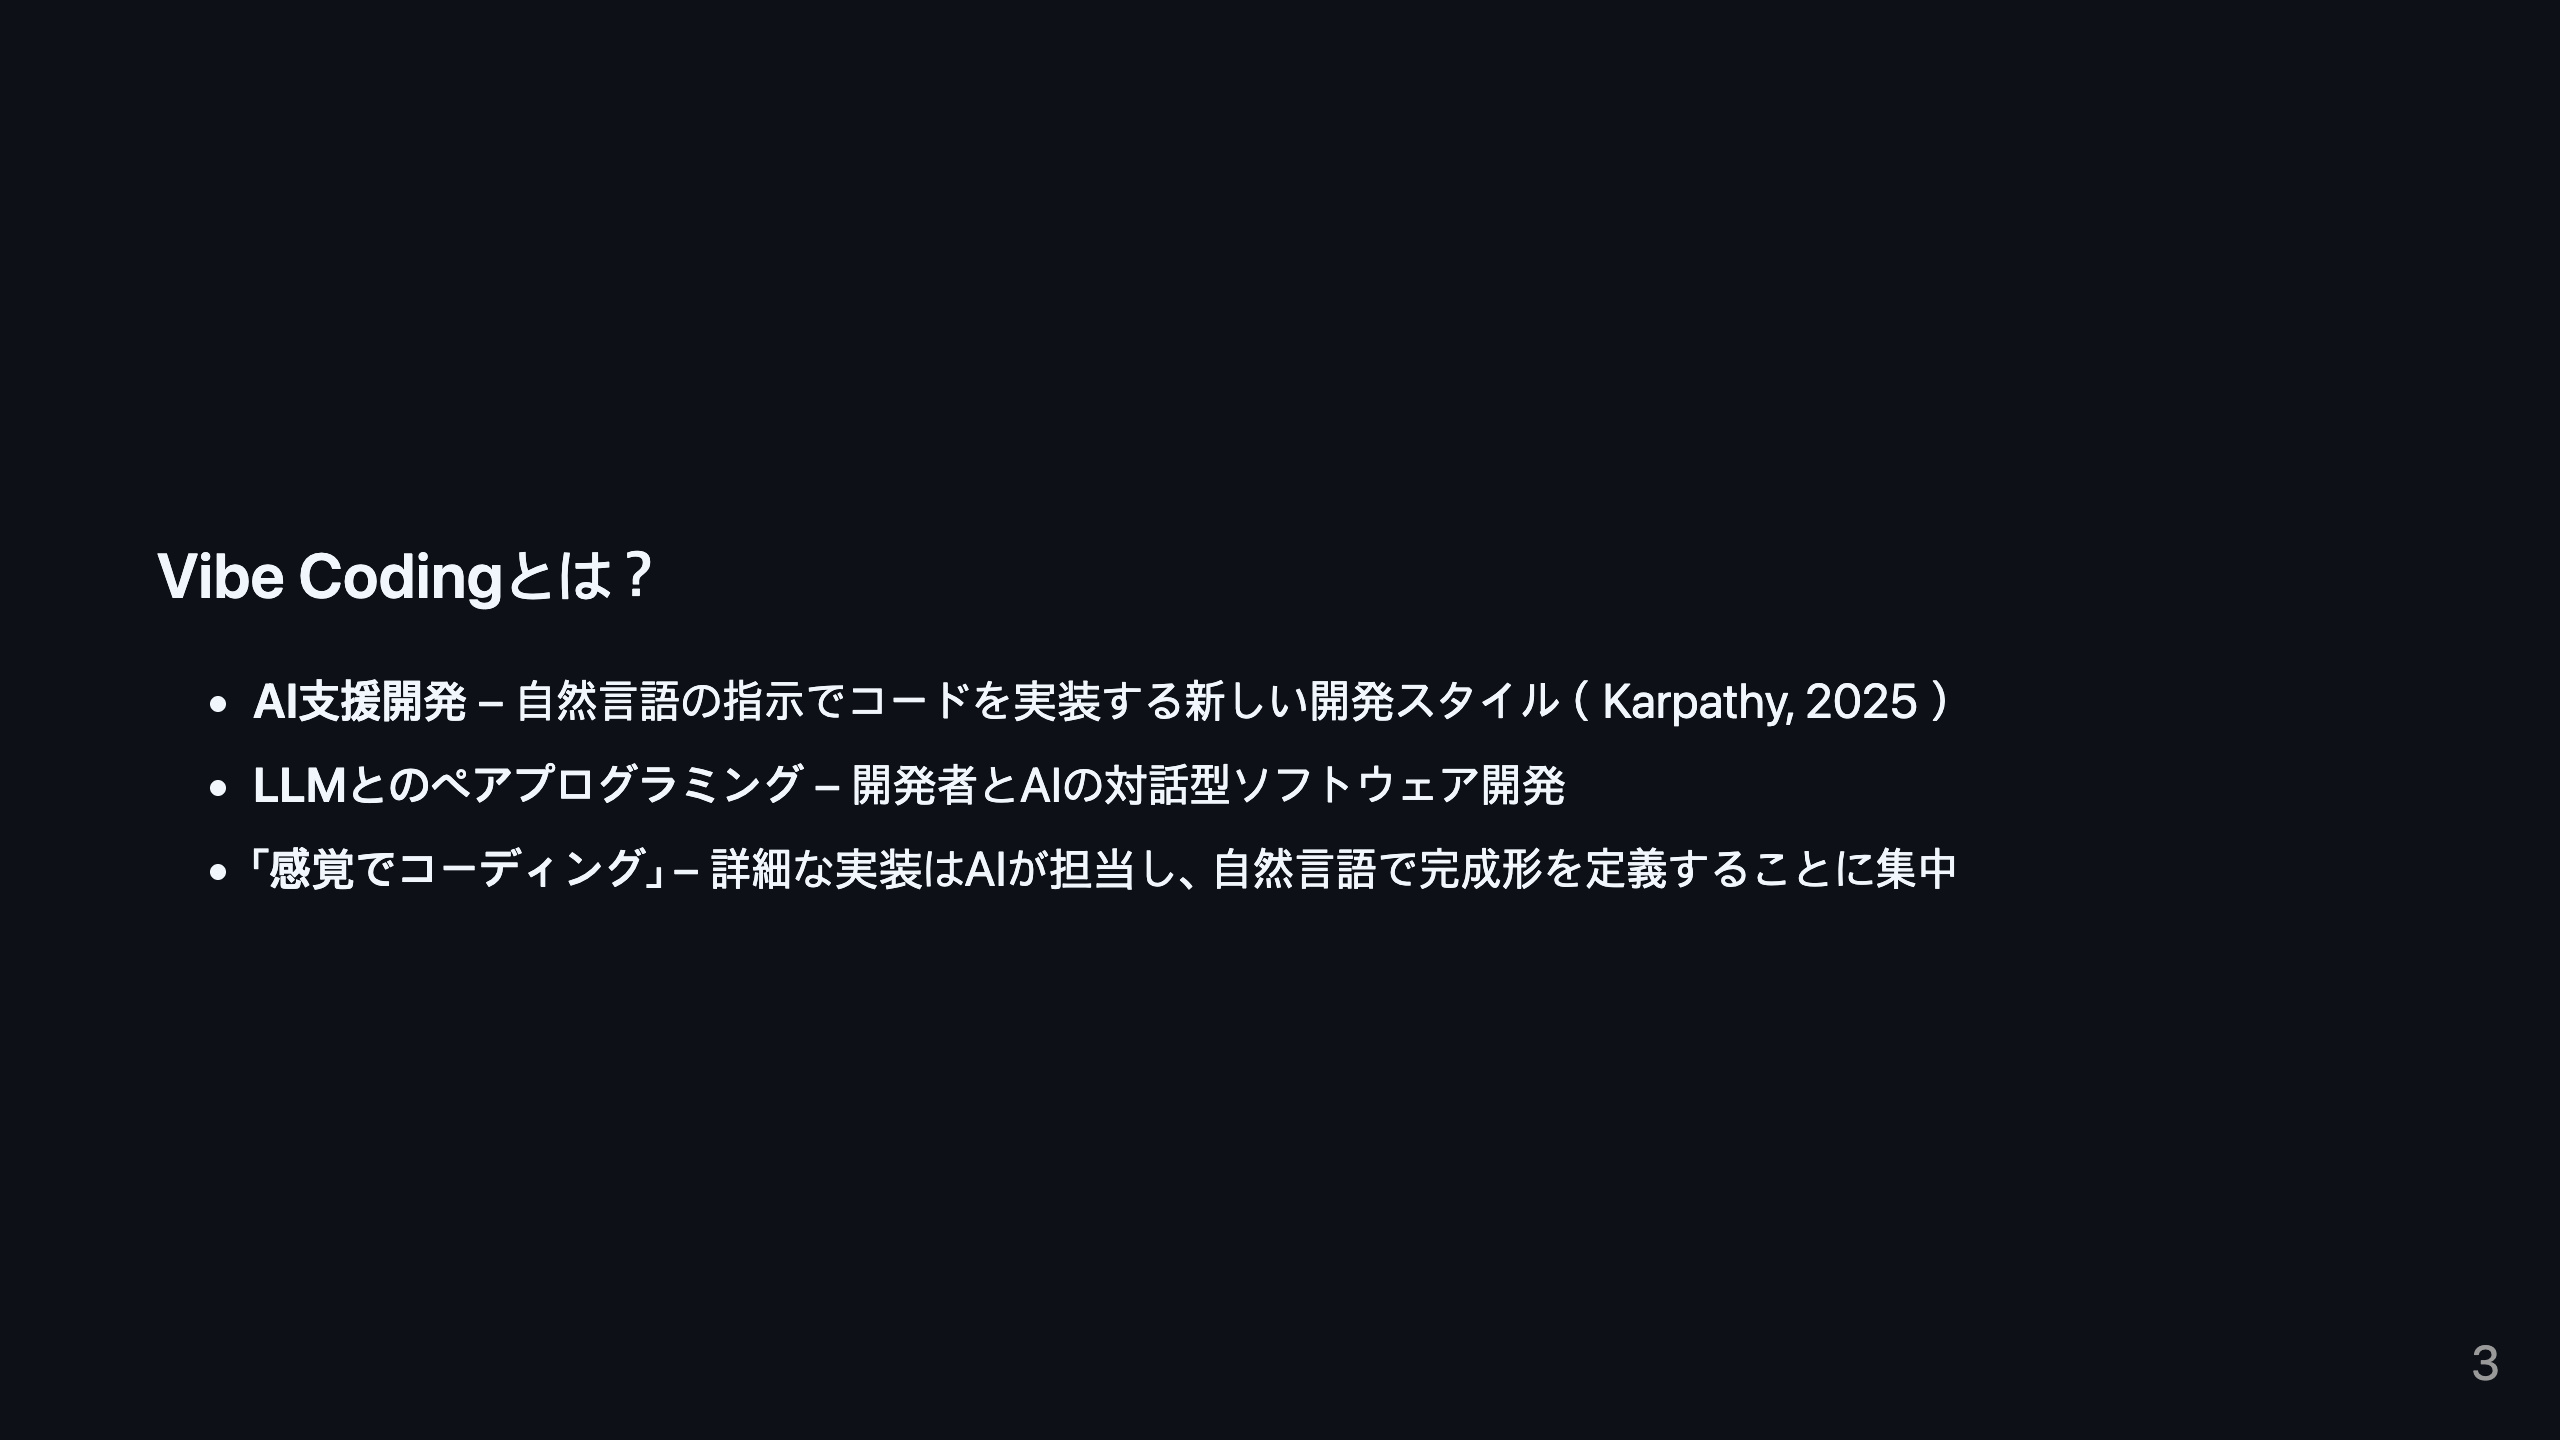 Vibe Codingとは？
• AI支援開発 – 自然言語の指示でコードを実装する新しい開発スタイル（Karpathy, 2025）
• LLMとのペアプログラミング – 開発者とAIの対話型ソフトウェア開発
• 「感覚でコーディング」– 詳細な実装はAIが担当し、自然言語で完成形を定義することに集中
3